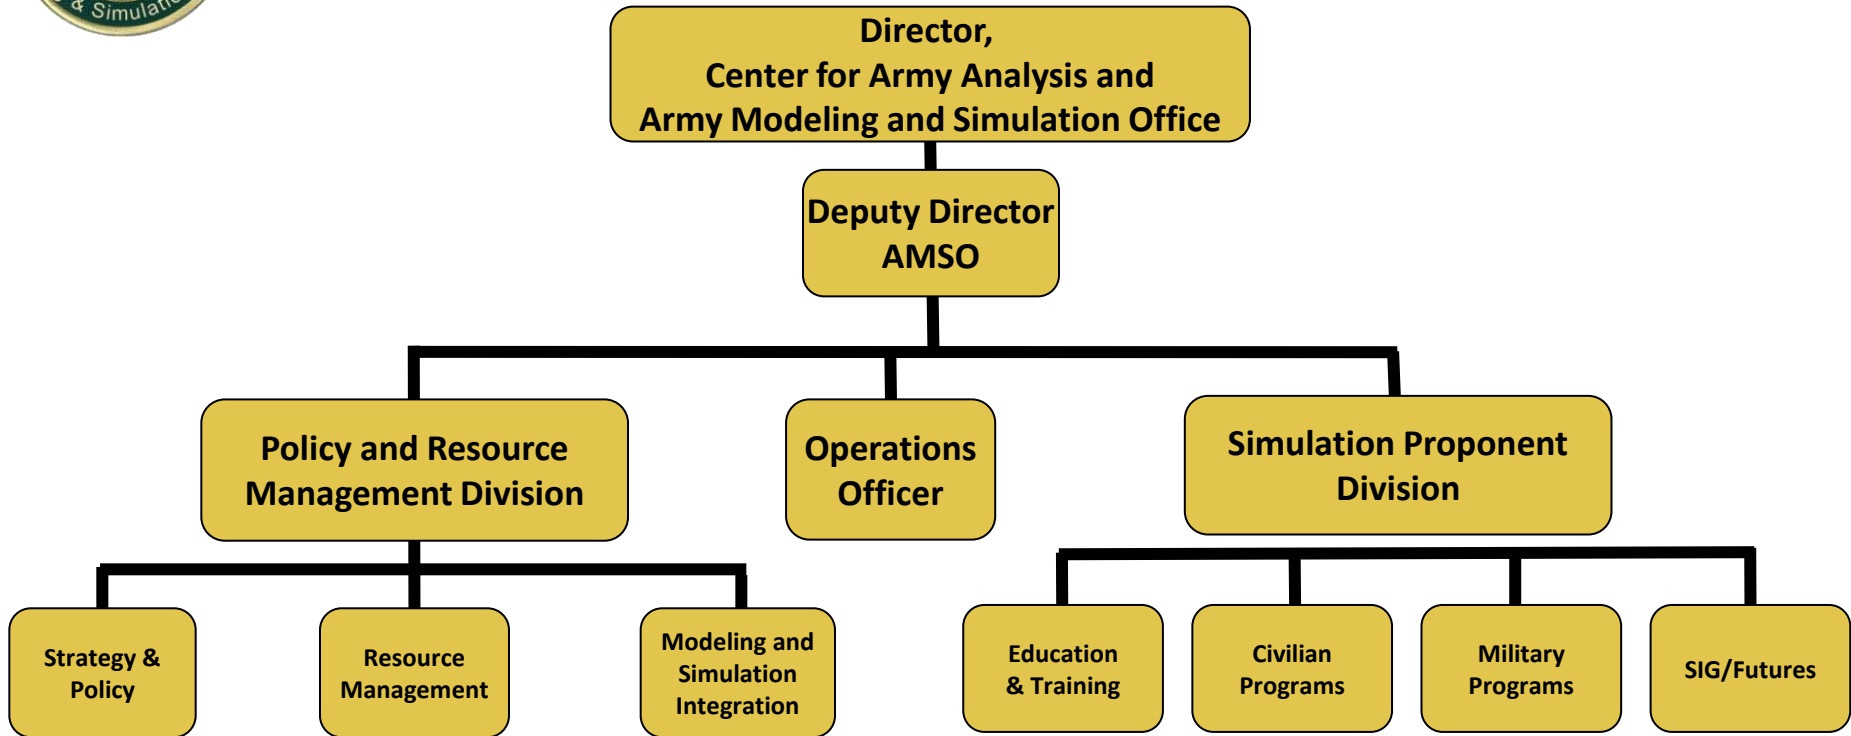 & Simulatio
Director,
Center for Army Analysis and
Army Modeling and Simulation Office
Deputy Director
AMSO
Policy and Resource
Management Division
Operations
Officer
Simulation Proponent
Division
Strategy &
Policy
Resource
Management
Modeling and
Simulation
Integration
Education
& Training
Civilian
Programs
Military
Programs
SIG/Futures